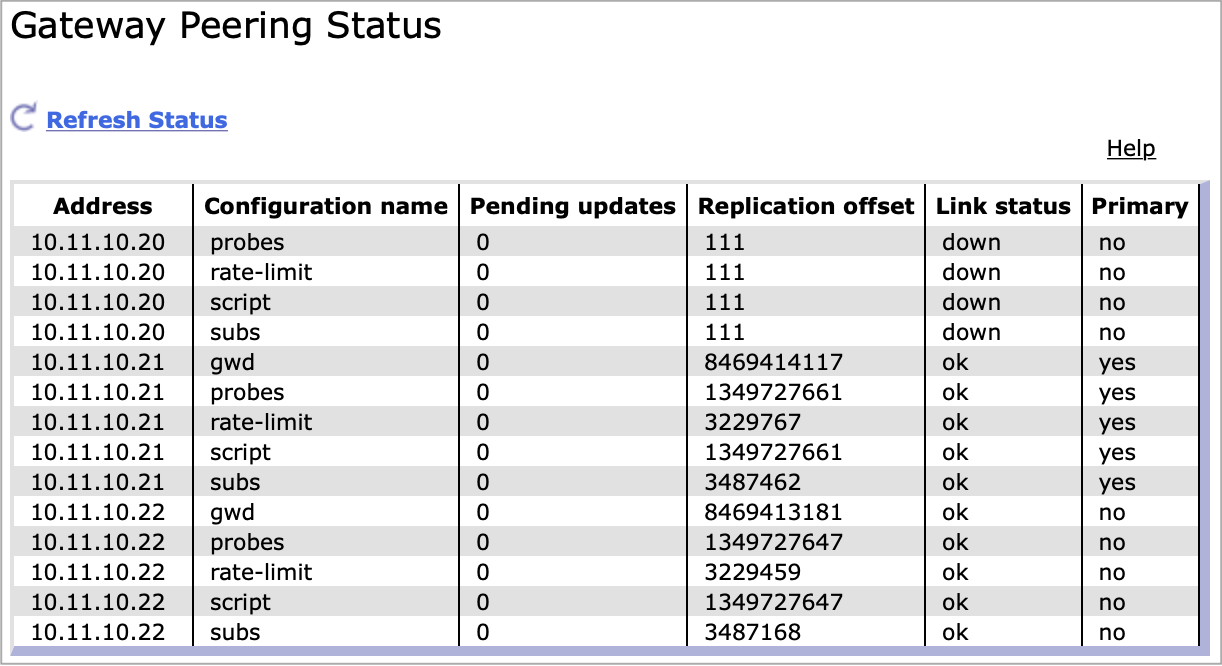 Gateway Peering Status
Refresh Status
Help
Address Configuration name Pending updates Replication offset Link status Primary
10.11.10.20 probes 0 111 down no
10.11.10.20 rate-limit 0 111 down no
10.11.10.20 script 0 111 down no
10.11.10.20 subs 0 111 down no
10.11.10.21 gwd 0 8469414117 ok yes
10.11.10.21 probes 0 1349727661 ok yes
10.11.10.21 rate-limit 0 3229767 ok yes
10.11.10.21 script 0 1349727661 ok yes
10.11.10.21 subs 0 3487462 ok yes
10.11.10.22 gwd 0 8469413181 ok no
10.11.10.22 probes 0 1349727647 ok no
10.11.10.22 rate-limit 0 3229459 ok no
10.11.10.22 script 0 1349727647 ok no
10.11.10.22 subs 0 3487168 ok no